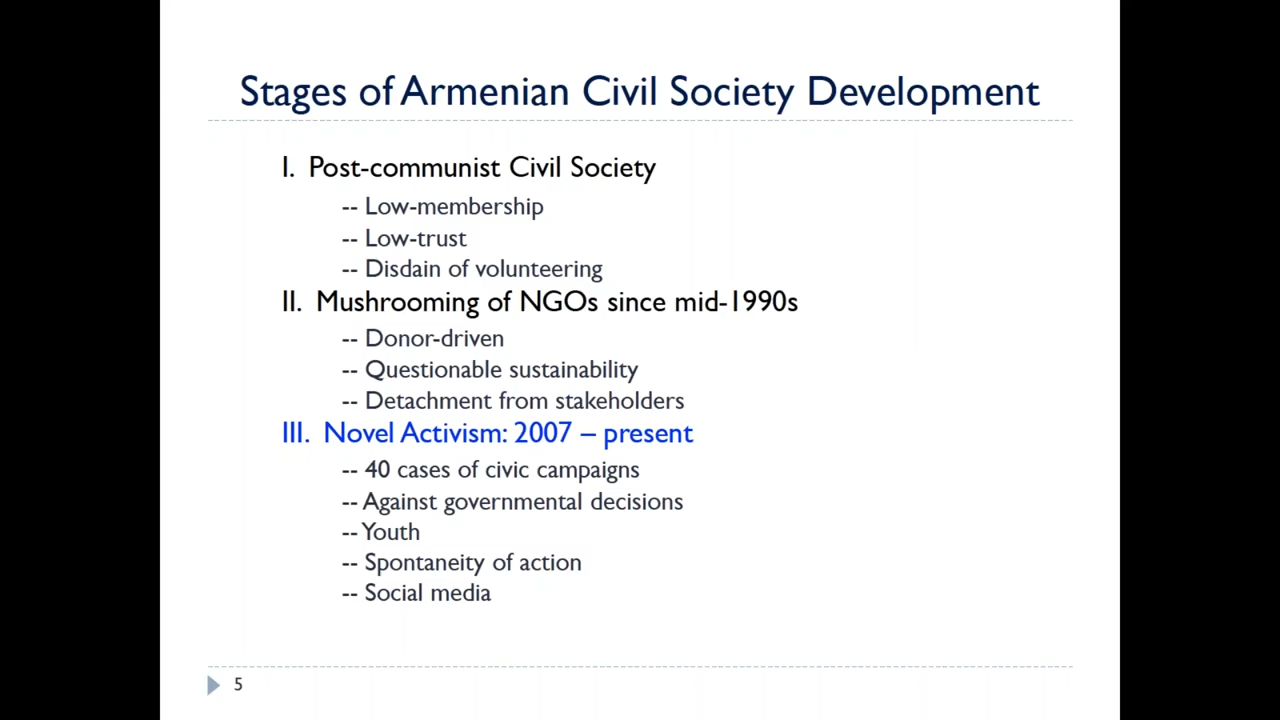 Stages of Armenian Civil Society Development
I. Post-communist Civil Society
-- Low-membership
-- Low-trust
-- Disdain of volunteering
II. Mushrooming of NGOs since mid-1990s
-- Donor-driven
-- Questionable sustainability
-- Detachment from stakeholders
III. Novel Activism: 2007 – present
-- 40 cases of civic campaigns
-- Against governmental decisions
-- Youth
-- Spontaneity of action
-- Social media
5